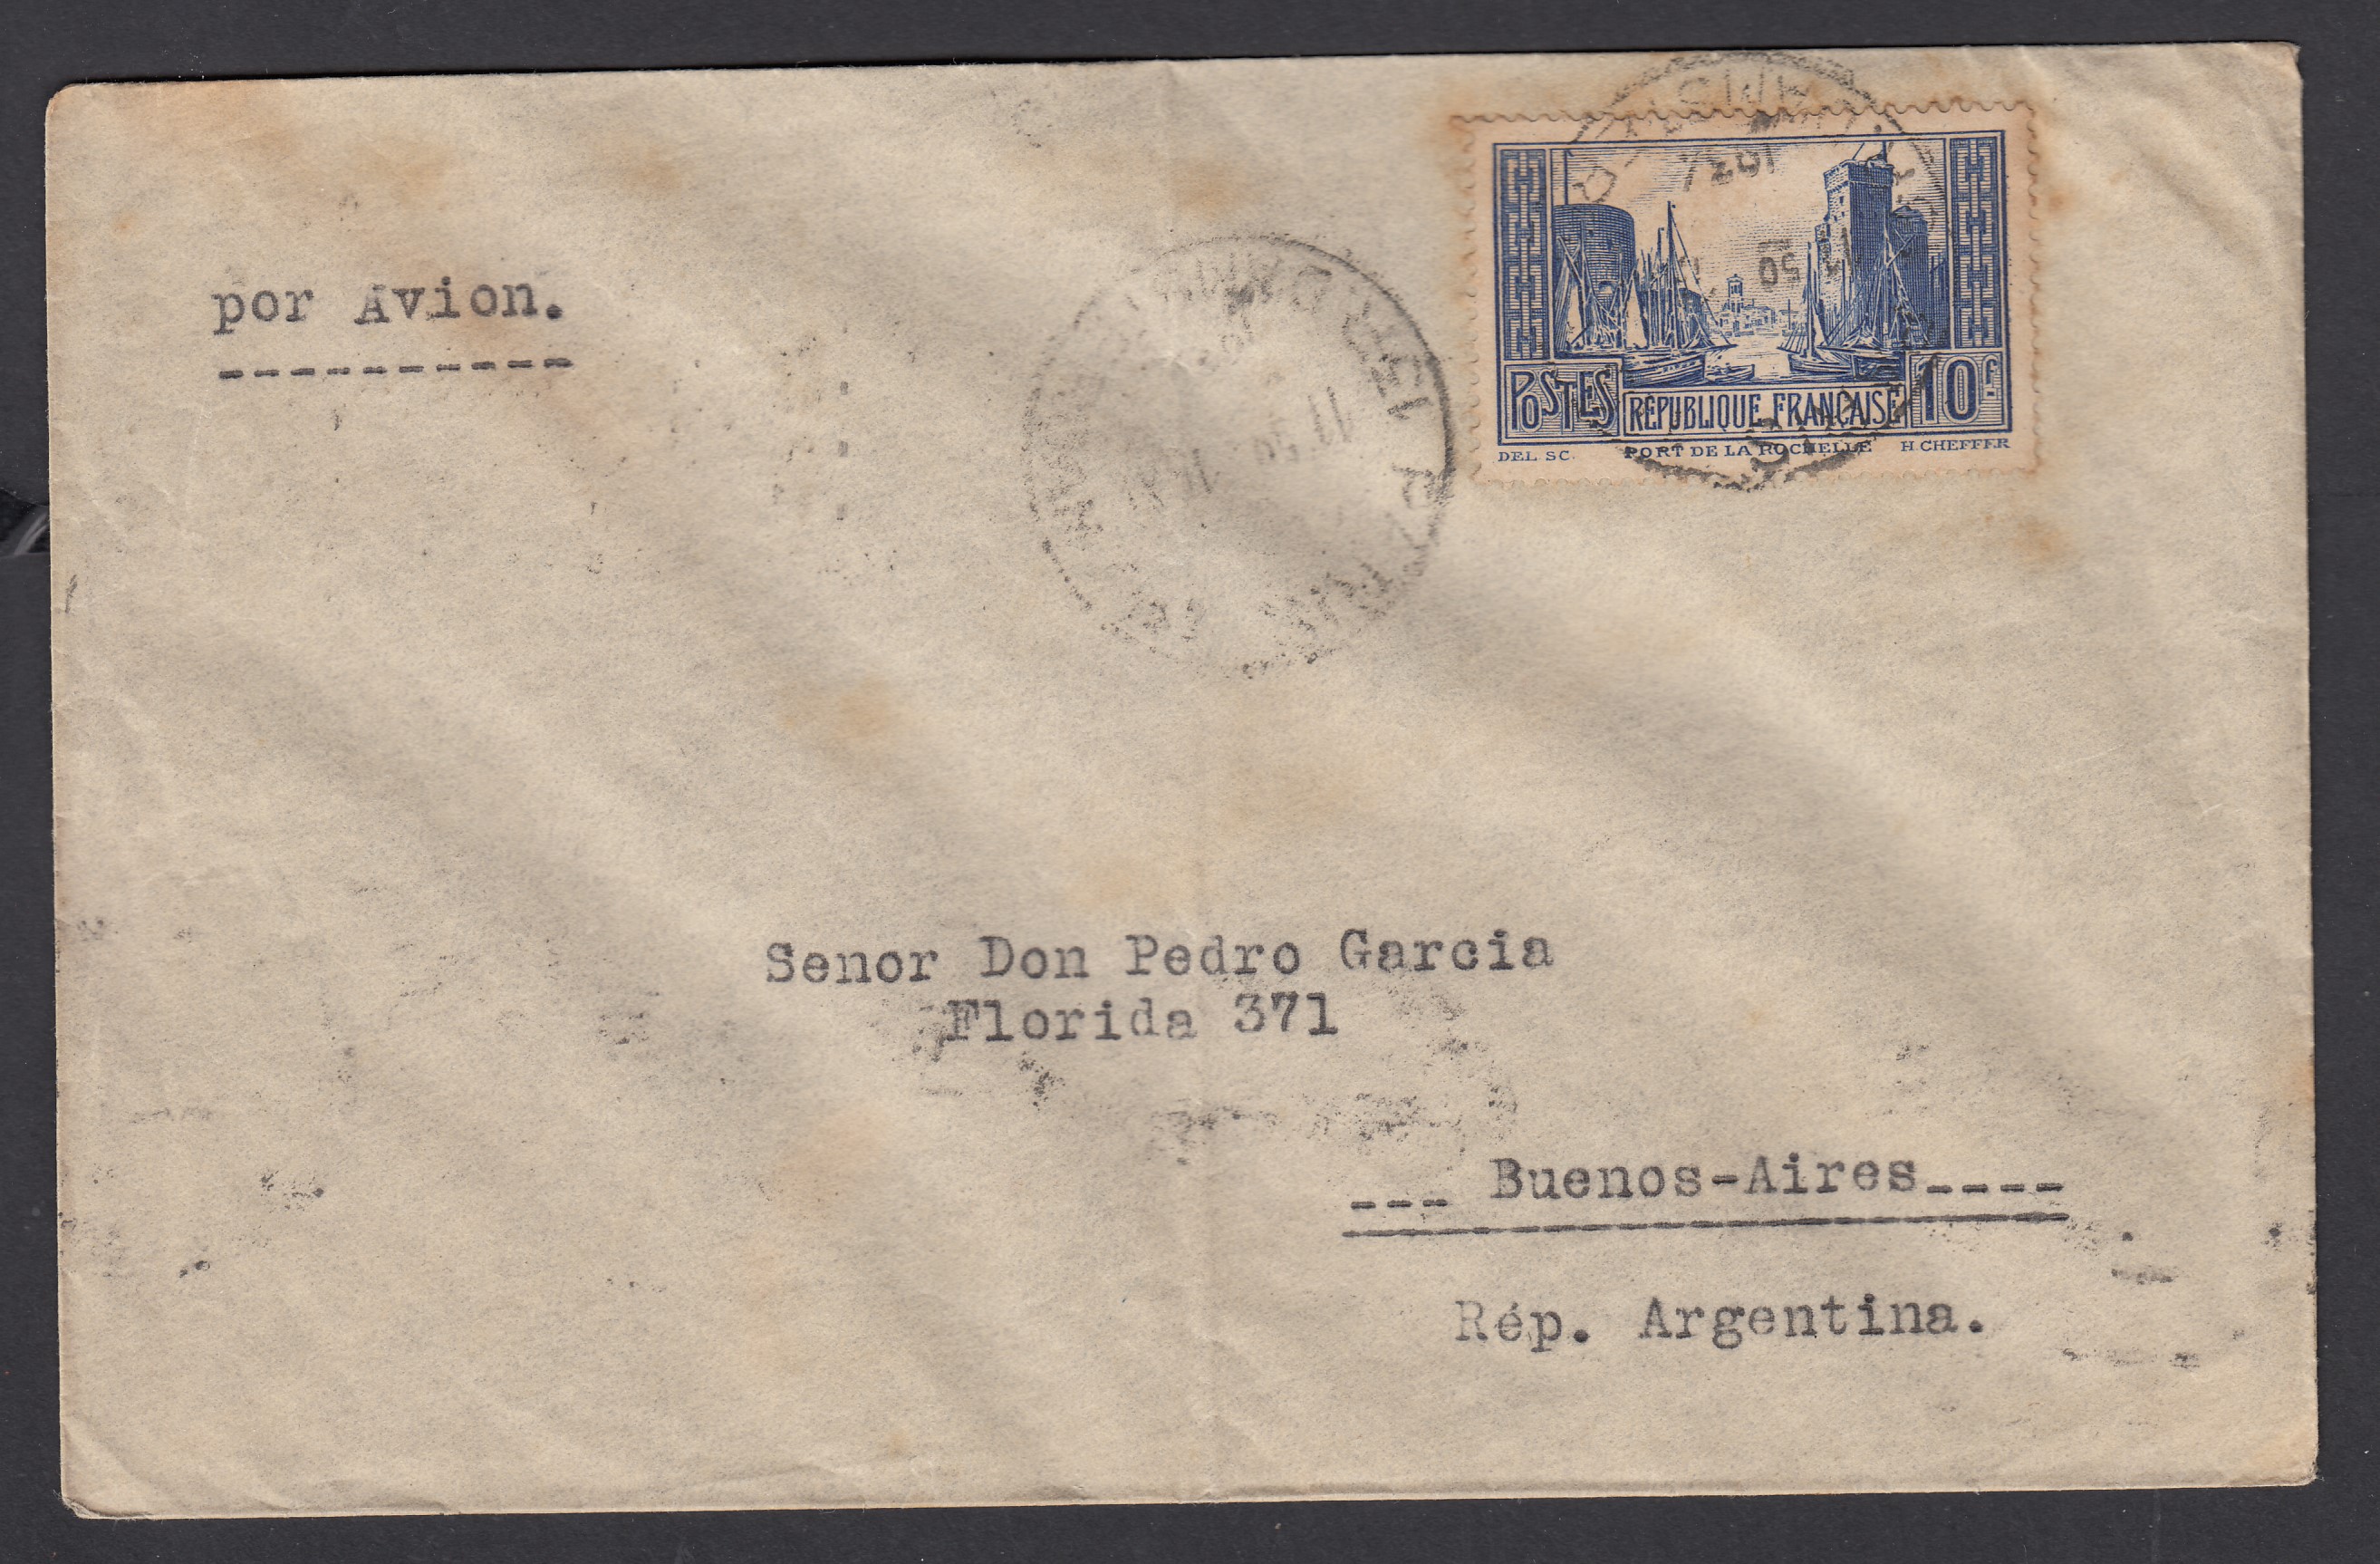 por Avion.
POSTES
RÉPUBLIQUE FRANÇAISE
10F
DEL SC.
PORT DE LA ROCHELLE
H. CHEFFER
Senor Don Pedro Garcia
Florida 371
--- Buenos-Aires----
Rép. Argentina.